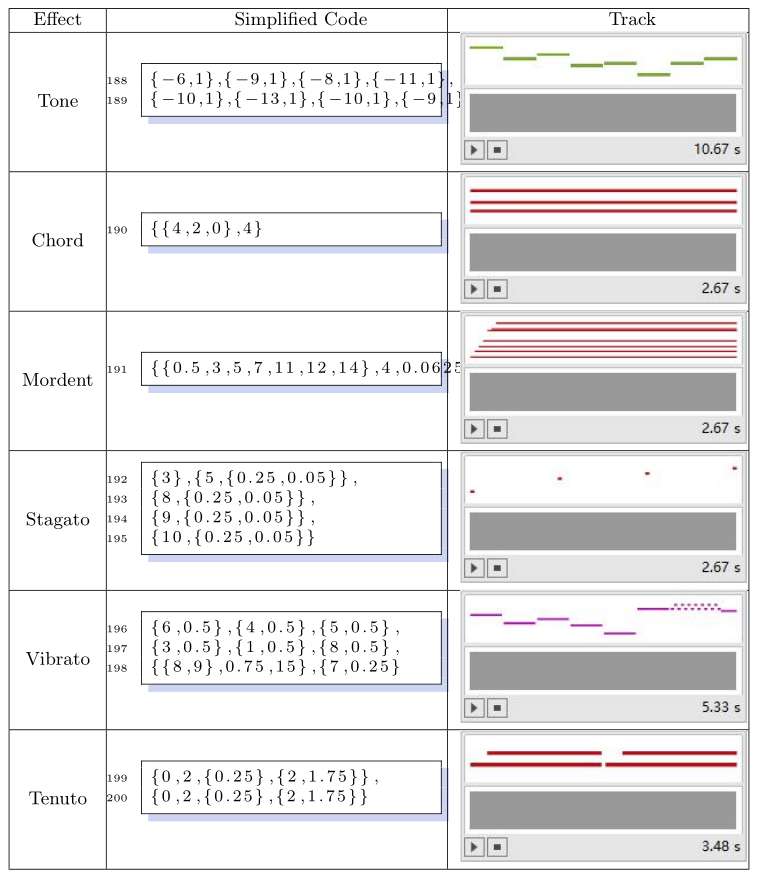 Effect Simplified Code Track
Tone
188 {−6,1},{−9,1},{−8,1},{−11,1},
189 {−10,1},{−13,1},{−10,1},{−9,1}
10.67 s
Chord
190 {{4,2,0},4}
2.67 s
Mordent
191 {{0.5,3,5,7,11,12,14},4,0.0625
2.67 s
Stagato
192 {3},{5,{0.25,0.05}},
193 {8,{0.25,0.05}},
194 {9,{0.25,0.05}},
195 {10,{0.25,0.05}}
2.67 s
Vibrato
196 {6,0.5},{4,0.5},{5,0.5},
197 {3,0.5},{1,0.5},{8,0.5},
198 {{8,9},0.75,15},{7,0.25}
5.33 s
Tenuto
199 {0,2,{0.25},{2,1.75}},
200 {0,2,{0.25},{2,1.75}}
3.48 s